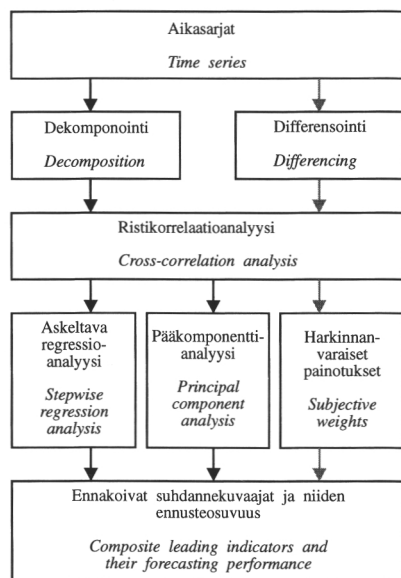 Aikasarjat
Time series
Dekomponointi
Decomposition
Differensointi
Differencing
Ristikorrelaatioanalyysi
Cross-correlation analysis
Askeltava
regressio-
analyysi
Stepwise
regression
analysis
Pääkomponentti-
analyysi
Principal
component
analysis
Harkinnan-
varaiset
painotukset
Subjective
weights
Ennakoivat suhdannekuvaajat ja niiden
ennusteosuvuus
Composite leading indicators and
their forecasting performance